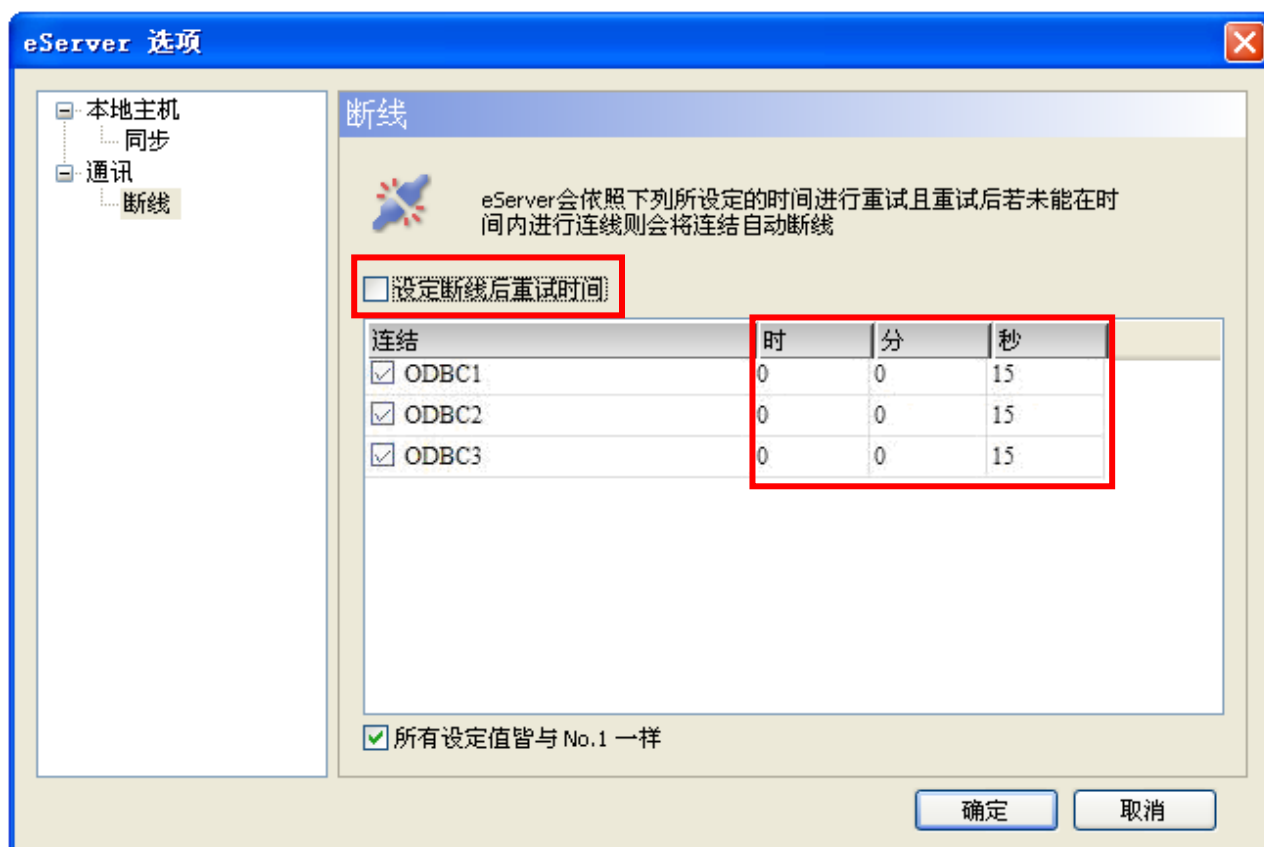 eServer 选项
本地主机
同步
通讯
断线
断线
eServer会依照下列所设定的时间进行重试且重试后若未能在时
间内进行连线则会将连结自动断线
设定断线后重试时间
连结 时 分 秒
ODBC1 0 0 15
ODBC2 0 0 15
ODBC3 0 0 15
所有设定值皆与 No.1 一样
确定 取消